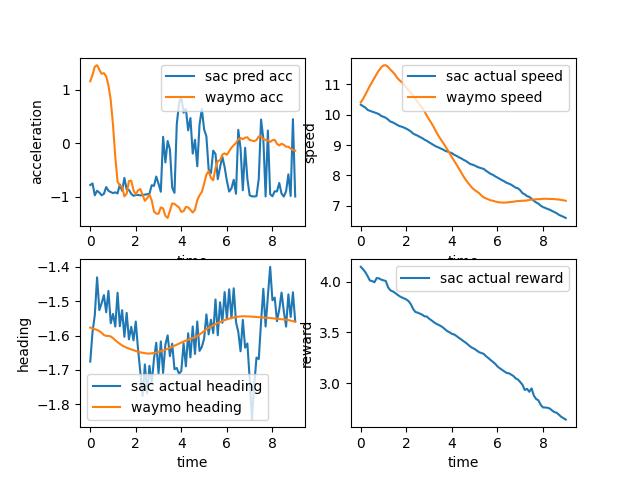 sac pred acc
waymo acc
acceleration
1
0
−1
0 2 4 6 8
time
sac actual speed
waymo speed
speed
11
10
9
8
7
0 2 4 6 8
time
sac actual heading
waymo heading
heading
−1.4
−1.5
−1.6
−1.7
−1.8
0 2 4 6 8
time
sac actual reward
reward
4.0
3.5
3.0
0 2 4 6 8
time